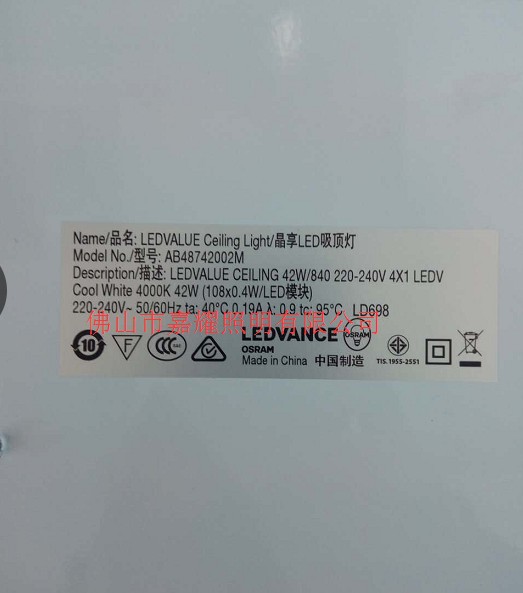 Name/品名: LEDVALUE Ceiling Light/晶享LED吸顶灯
Model No./型号: AB48742002M
Description/描述: LEDVALUE CEILING 42W/840 220-240V 4X1 LEDV
Cool White 4000K 42W (108x0.4W/LED模块)
220-240V~ 50/60Hz ta: 40°C 0.19A λ: 0.9 tc: 95°C LD698
佛山市嘉耀照明有限公司
10 F CCC S&E LEDVANCE OSRAM TIS. 1955-2551
OSRAM
Made in China 中国制造